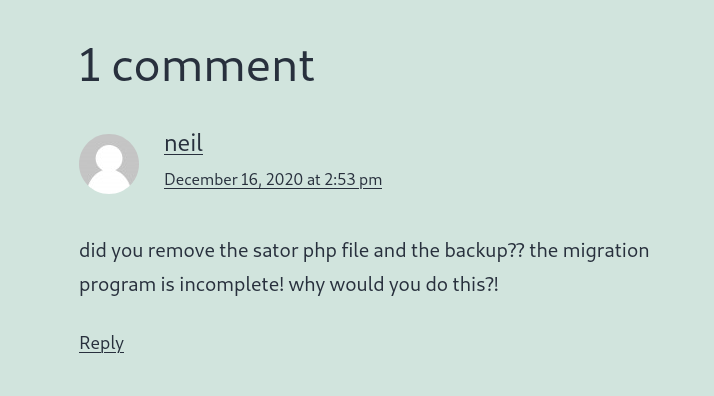 1 comment
neil
December 16, 2020 at 2:53 pm
did you remove the sator php file and the backup?? the migration
program is incomplete! why would you do this?!
Reply